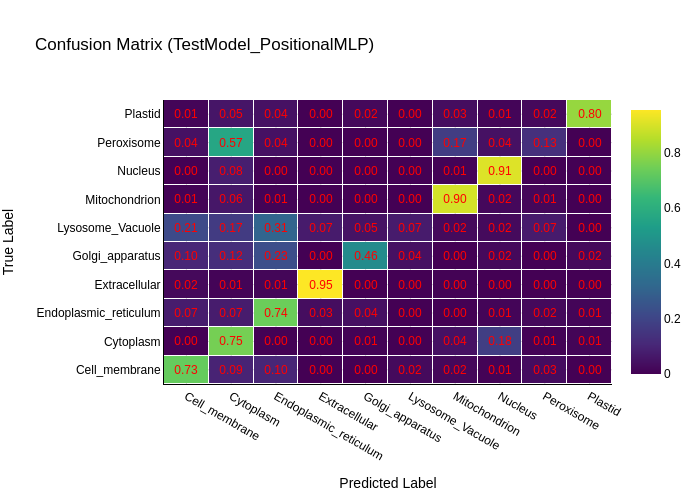 Confusion Matrix (TestModel_PositionalMLP)
True Label
Plastid 0.01 0.05 0.04 0.00 0.02 0.00 0.03 0.01 0.02 0.80
Peroxisome 0.04 0.57 0.04 0.00 0.00 0.00 0.17 0.04 0.13 0.00
Nucleus 0.00 0.08 0.00 0.00 0.00 0.00 0.01 0.91 0.00 0.00
Mitochondrion 0.01 0.06 0.01 0.00 0.00 0.00 0.90 0.02 0.01 0.00
Lysosome_Vacuole 0.17 0.31 0.07 0.05 0.07 0.02 0.02 0.07 0.00
Golgi_apparatus 0.10 0.12 0.00 0.46 0.04 0.00 0.02 0.00 0.02
Extracellular 0.02 0.01 0.01 0.95 0.00 0.00 0.00 0.00 0.00 0.00
Endoplasmic_reticulum 0.07 0.07 0.74 0.03 0.04 0.00 0.00 0.01 0.02 0.01
Cytoplasm 0.00 0.75 0.00 0.00 0.01 0.00 0.04 0.01 0.01
Cell_membrane 0.73 0.09 0.10 0.00 0.00 0.02 0.02 0.01 0.03 0.00
Cell_membrane Cytoplasm Endoplasmic_reticulum Extracellular Golgi_apparatus Lysosome_Vacuole Mitochondrion Nucleus Peroxisome Plastid
Predicted Label
0.8
0.6
0.4
0.2
0